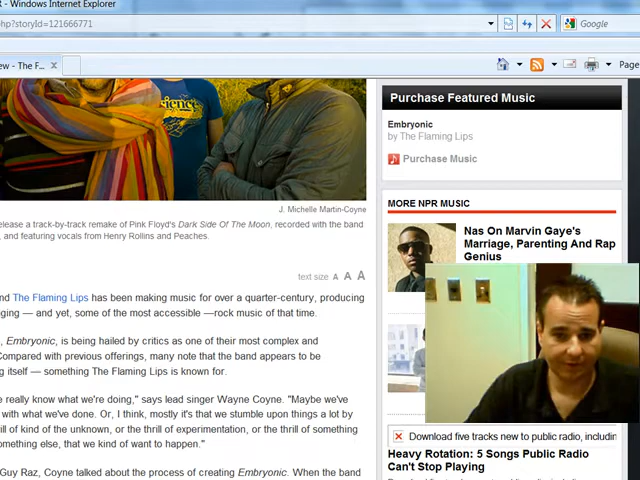 - Windows Internet Explorer
php?storyId=121666771
Google
ew - The F...
Page
Purchase Featured Music
Embryonic
by The Flaming Lips
Purchase Music
J. Michelle Martin-Coyne
elease a track-by-track remake of Pink Floyd's Dark Side Of The Moon, recorded with the band
, and featuring vocals from Henry Rollins and Peaches.
MORE NPR MUSIC
Nas On Marvin Gaye's
Marriage, Parenting And Rap
Genius
text size A A A
nd The Flaming Lips has been making music for over a quarter-century, producing
ging — and yet, some of the most accessible —rock music of that time.
, Embryonic, is being hailed by critics as one of their most complex and
Compared with previous offerings, many note that the band appears to be
g itself — something The Flaming Lips is known for.
e really know what we're doing," says lead singer Wayne Coyne. "Maybe we've
with what we've done. Or, I think, mostly it's that we stumble upon things a lot by
ill of kind of the unknown, or the thrill of experimentation, or the thrill of something
omething else, that we kind of want to happen."
Guy Raz, Coyne talked about the process of creating Embryonic. When the band
Download five tracks new to public radio, includin
Heavy Rotation: 5 Songs Public Radio
Can't Stop Playing